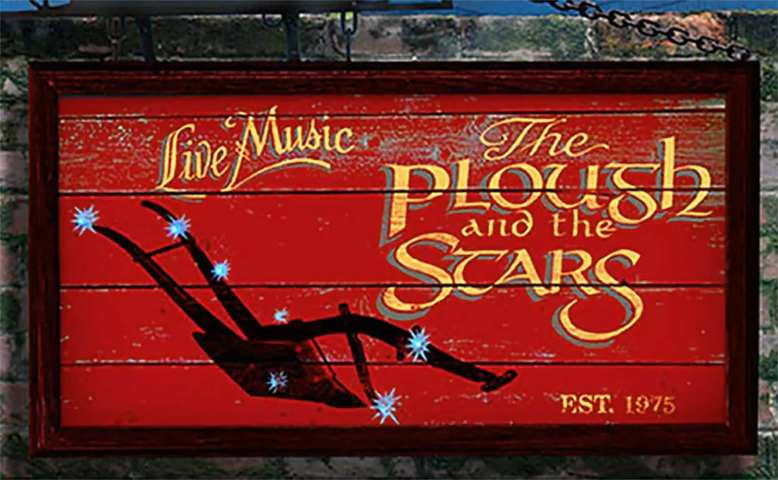 Live Music
The
Plough
and the
Stars
EST. 1975